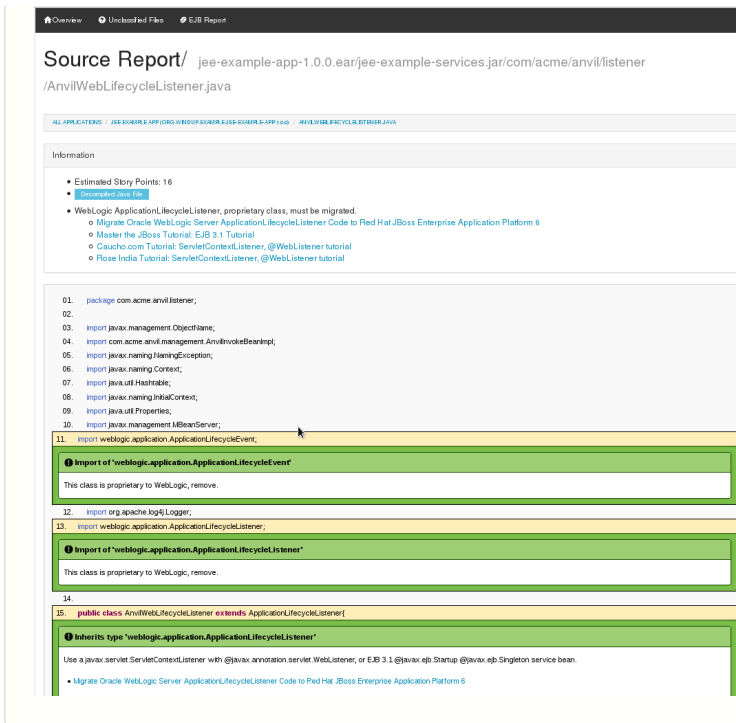 Overview Unclassified Files EJB Report
Source Report/ jee-example-app-1.0.0.ear/jee-example-services.jar/com/acme/anvil/listener
/AnvilWebLifecycleListener.java
ALL APPLICATIONS / JEE EXAMPLE APP (ORG.WINDUP.EXAMPLE:JEE-EXAMPLE-APP:1.0.0) / ANVILWEBLIFECYCLELISTENER.JAVA
Information
Estimated Story Points: 16
Decompiled Java File
WebLogic ApplicationLifecycleListener, proprietary class, must be migrated.
Migrate Oracle WebLogic Server ApplicationLifecycleListener Code to Red Hat JBoss Enterprise Application Platform 6
Master the JBoss Tutorial: EJB 3.1 Tutorial
Caucho.com Tutorial: ServletContextListener, @WebListener tutorial
Rose India Tutorial: ServletContextListener, @WebListener tutorial
01. package com.acme.anvil.listener;
02.
03. import javax.management.ObjectName;
04. import com.acme.anvil.management.AnvilInvokeBeanImpl;
05. import javax.naming.NamingException;
06. import javax.naming.Context;
07. import java.util.Hashtable;
08. import javax.naming.InitialContext;
09. import java.util.Properties;
10. import javax.management.MBeanServer;
11. import weblogic.application.ApplicationLifecycleEvent;
Import of 'weblogic.application.ApplicationLifecycleEvent'
This class is proprietary to WebLogic, remove.
12. import org.apache.log4j.Logger;
13. import weblogic.application.ApplicationLifecycleListener;
Import of 'weblogic.application.ApplicationLifecycleListener'
This class is proprietary to WebLogic, remove.
14.
15. public class AnvilWebLifecycleListener extends ApplicationLifecycleListener{
Inherits type 'weblogic.application.ApplicationLifecycleListener'
Use a javax.servlet.ServletContextListener with @javax.annotation.servlet.WebListener, or EJB 3.1 @javax.ejb.Startup @javax.ejb.Singleton service bean.
Migrate Oracle WebLogic Server ApplicationLifecycleListener Code to Red Hat JBoss Enterprise Application Platform 6